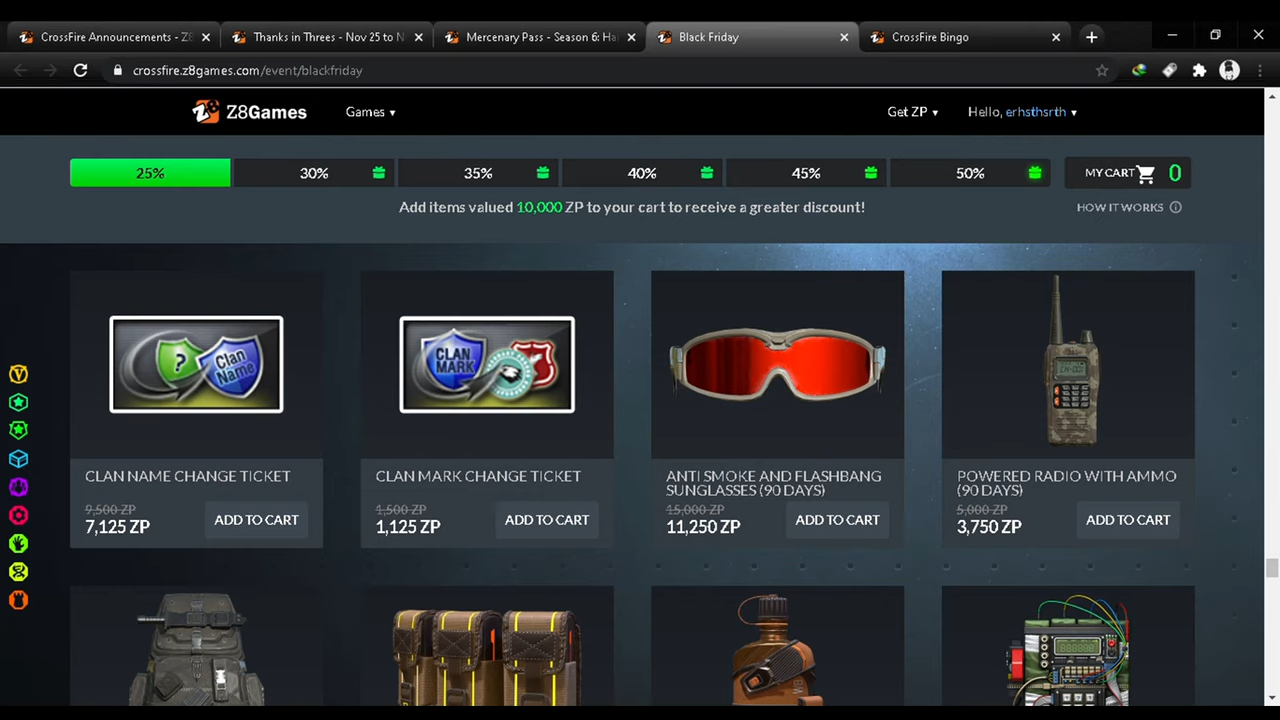 CrossFire Announcements - Z8
Thanks in Threes - Nov 25 to N
Mercenary Pass - Season 6: Ha
Black Friday
CrossFire Bingo
crossfire.z8games.com/event/blackfriday
Z8Games
Games
Get ZP
Hello, erhsthsrth
25%
30%
35%
40%
45%
50%
MY CART 0
Add items valued 10,000 ZP to your cart to receive a greater discount!
HOW IT WORKS
? Clan Name
CLAN MARK
CLAN NAME CHANGE TICKET
9,500 ZP
7,125 ZP
ADD TO CART
CLAN MARK CHANGE TICKET
1,500 ZP
1,125 ZP
ADD TO CART
ANTI SMOKE AND FLASHBANG
SUNGLASSES (90 DAYS)
15,000 ZP
11,250 ZP
ADD TO CART
POWERED RADIO WITH AMMO
(90 DAYS)
5,000 ZP
3,750 ZP
ADD TO CART